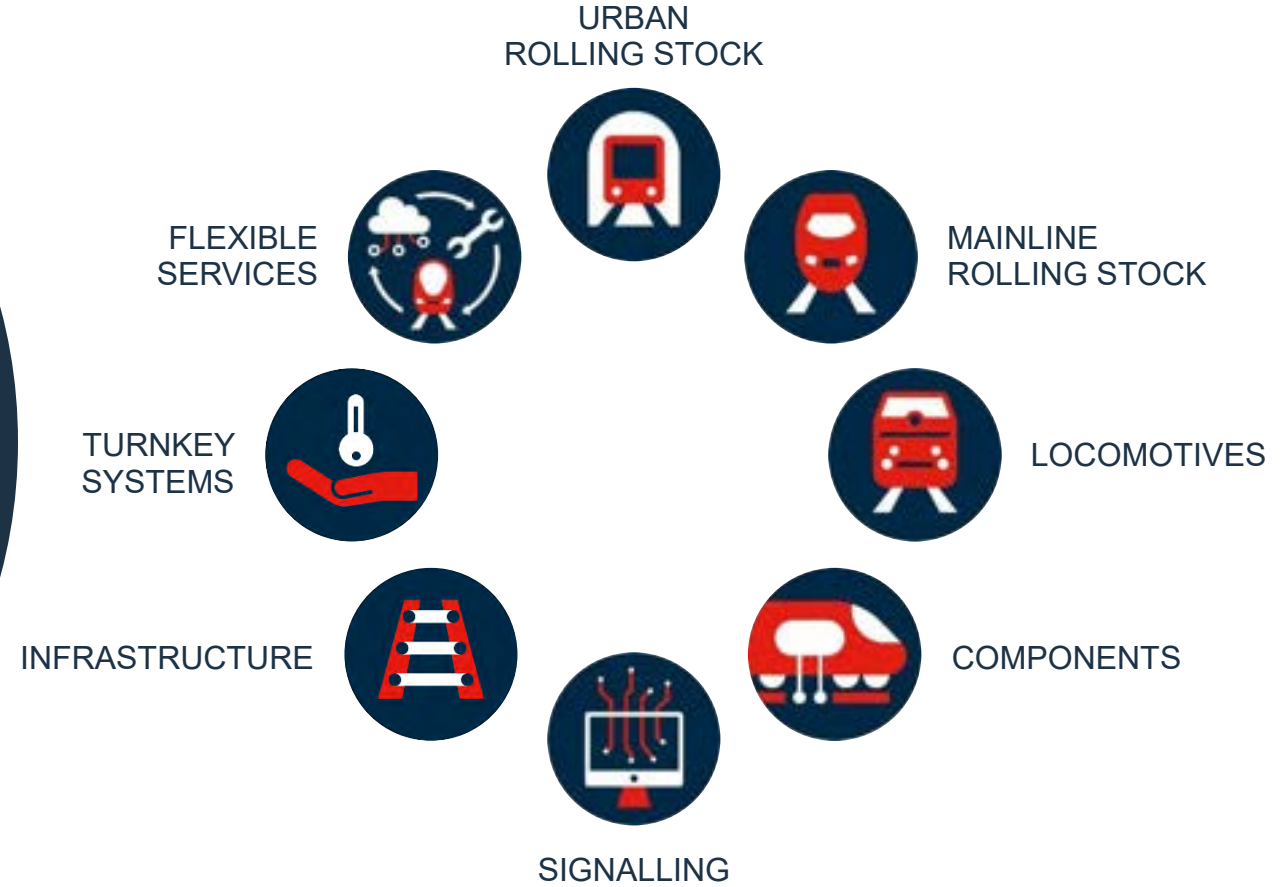 URBAN
ROLLING STOCK
MAINLINE
ROLLING STOCK
LOCOMOTIVES
COMPONENTS
SIGNALLING
INFRASTRUCTURE
TURNKEY
SYSTEMS
FLEXIBLE
SERVICES